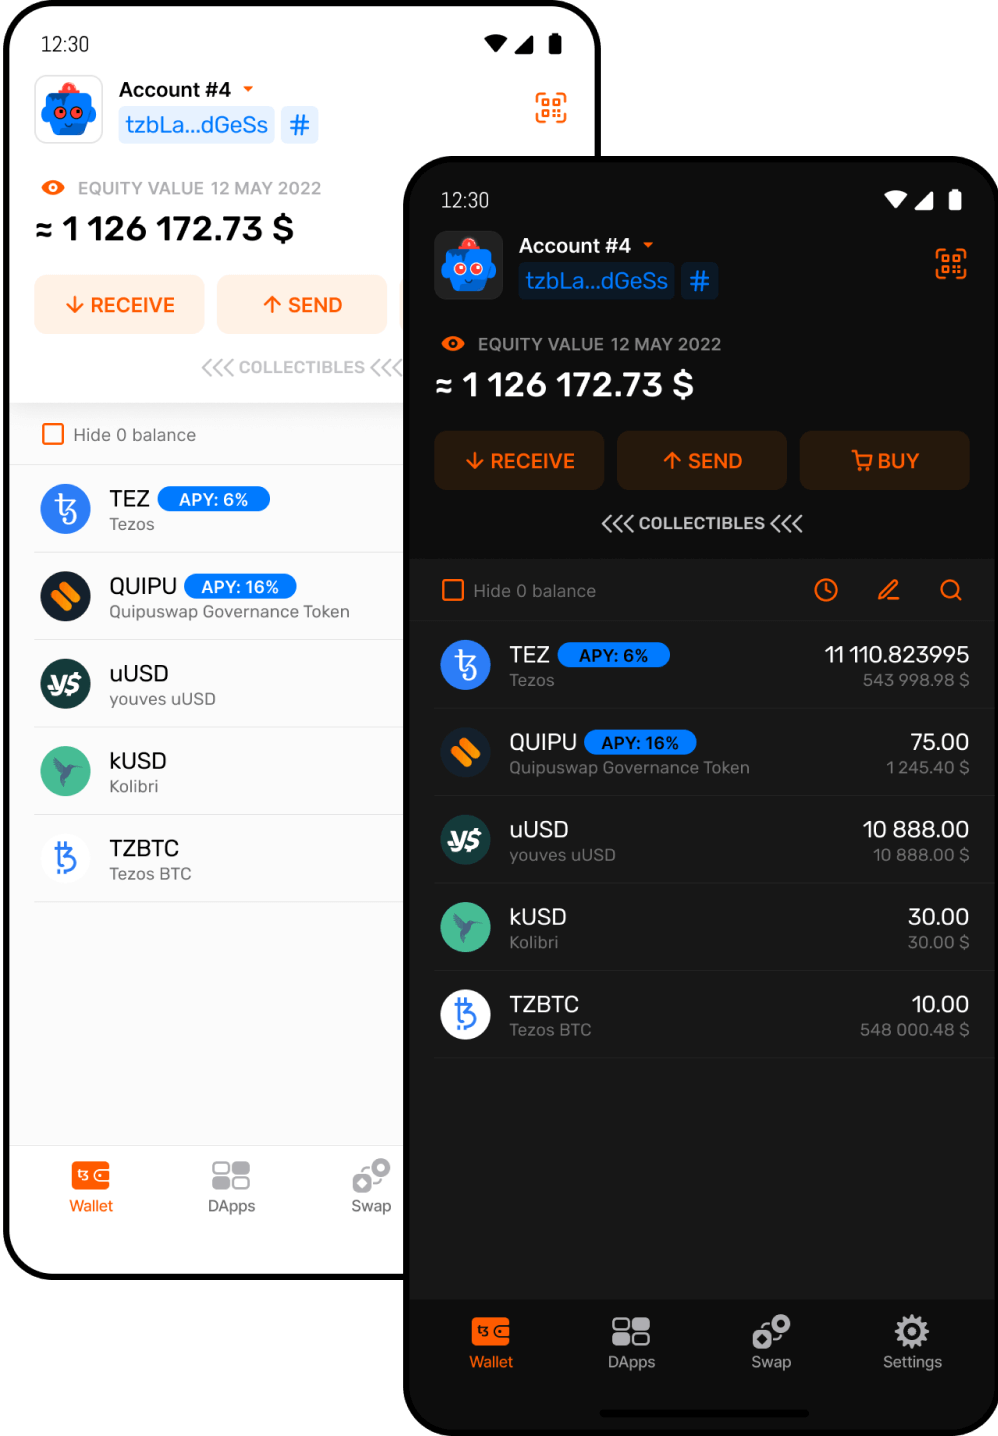 12:30
Account #4
tzbLa...dGeSs #
EQUITY VALUE 12 MAY 2022
≈ 1 126 172.73 $
RECEIVE
SEND
COLLECTIBLES
Hide 0 balance
TEZ APY: 6%
Tezos
QUIPU APY: 16%
Quipuswap Governance Token
uUSD
youves uUSD
kUSD
Kolibri
TZBTC
Tezos BTC
Wallet
DApps
Swap
12:30
Account #4
tzbLa...dGeSs #
EQUITY VALUE 12 MAY 2022
≈ 1 126 172.73 $
RECEIVE
SEND
BUY
COLLECTIBLES
Hide 0 balance
TEZ APY: 6% 11 110.823995
Tezos 543 998.98 $
QUIPU APY: 16% 75.00
Quipuswap Governance Token 1 245.40 $
uUSD 10 888.00
youves uUSD 10 888.00 $
kUSD 30.00
Kolibri 30.00 $
TZBTC 10.00
Tezos BTC 548 000.48 $
Wallet
DApps
Swap
Settings